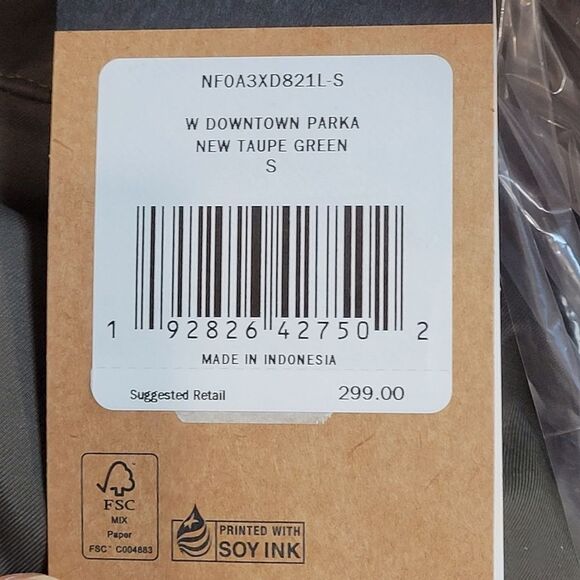 NF0A3XD821L-S
W DOWNTOWN PARKA
NEW TAUPE GREEN
S
1 92826 42750 2
MADE IN INDONESIA
Suggested Retail 299.00
FSC
MIX
Paper
FSC™ C004883
PRINTED WITH
SOY INK